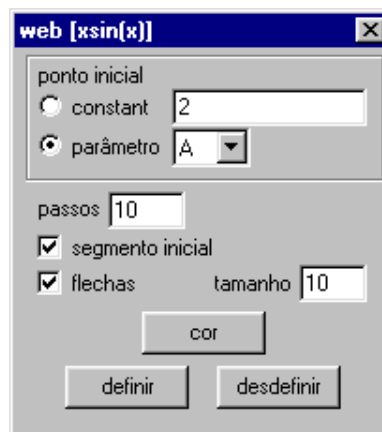 web [xsin(x)]
ponto inicial
constant 2
parâmetro A
passos 10
segmento inicial
flechas tamanho 10
cor
definir desdefinir